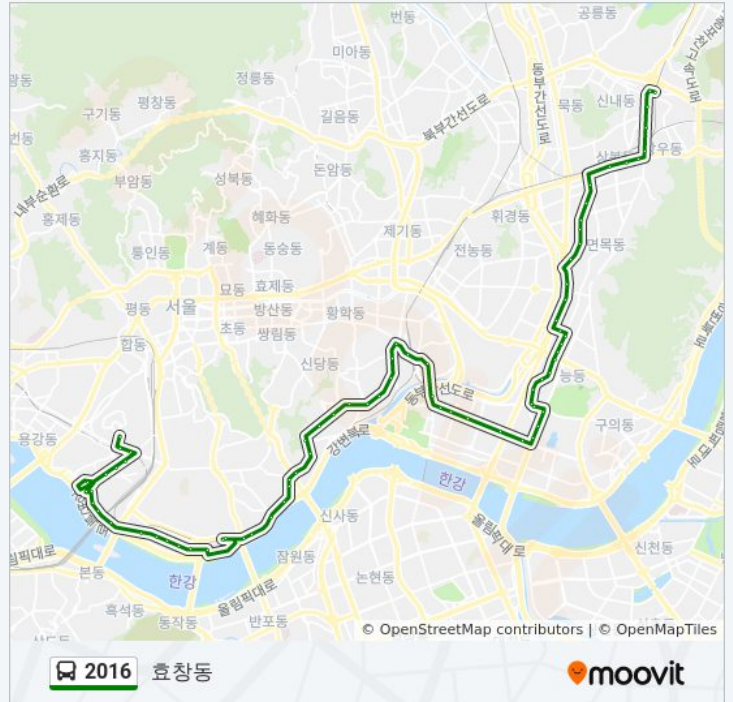 번동
공릉동
미아동
정릉동
평창동
구기동
묵동
신내동
길음동
북부간선도로
동부간선도로
홍지동
부암동
돈암동
성북동
내부순환로
홍제동
혜화동
휘경동
제기동
전농동
면목동
통인동
계동
동숭동
묘동
효제동
평동
서울
방산동
황학동
초동
쌍림동
합동
신당동
능동
구의동
용강동
강변북로
한강
신사동
올림픽대로
신천동
잠원동
본동
한강
논현동
흑석동
동작동
반포동
올림픽대로
© OpenStreetMap contributors | © OpenMapTiles
2016 효창동
moovit